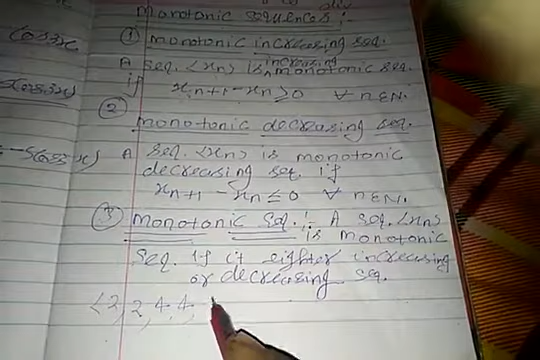 Monotonic sequences :-
① monotonic increasing seq.
A seq. <xn> is monotonic increasing seq.
if xn+1 - xn ≥ 0 ∀ n∈N.
② monotonic decreasing seq.
A seq. <xn> is monotonic
decreasing seq if
xn+1 - xn ≤ 0 ∀ n∈N.
③ monotonic seq. :- A seq. <xn>
is monotonic
seq. if it eighter increasing
or decreasing seq.
<2, 2, 4, 4,